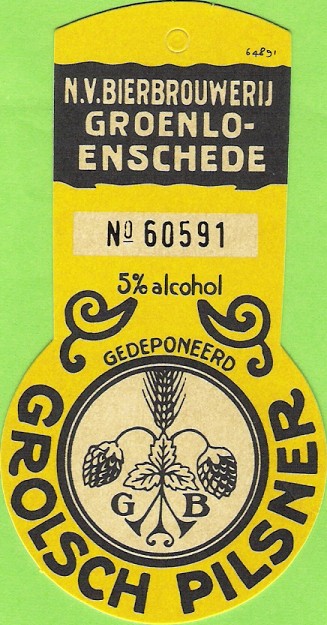 64891
N.V. BIERBROUWERIJ
GROENLO-
ENSCHEDE
No 60591
5% alcohol
GEDEPONEERD
G B
GROLSCH PILSNER